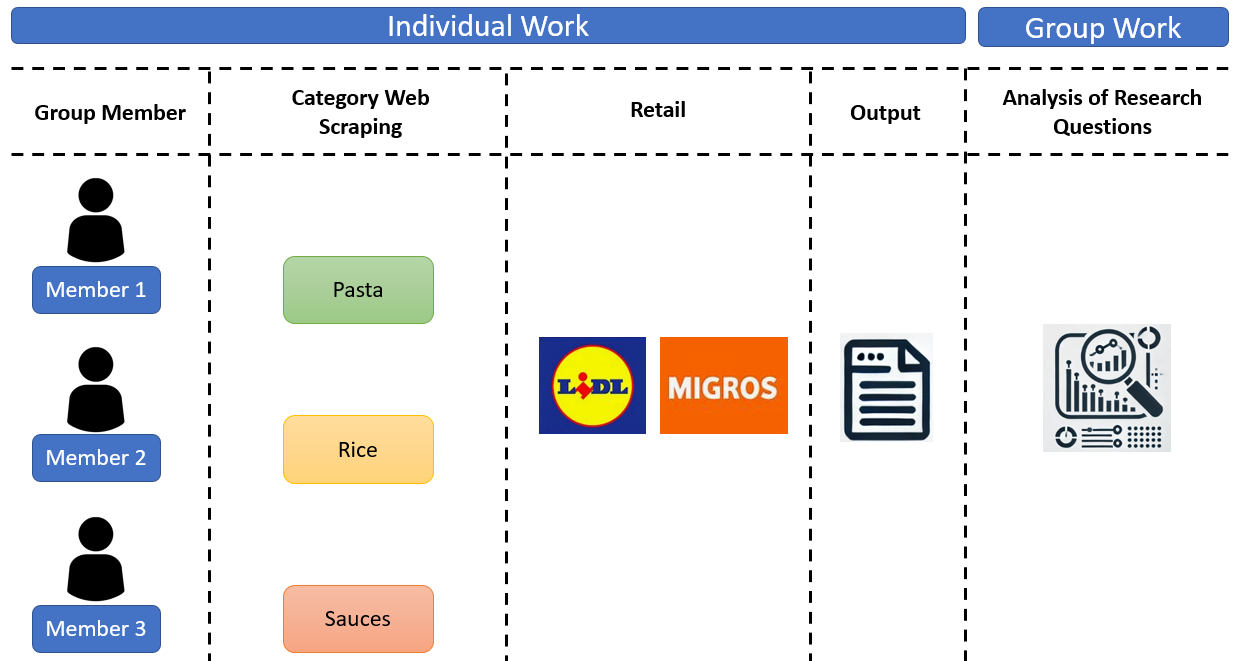 Individual Work
Group Work
Group Member
Category Web
Scraping
Retail
Output
Analysis of Research
Questions
Member 1
Pasta
LIDL
MIGROS
Member 2
Rice
Member 3
Sauces